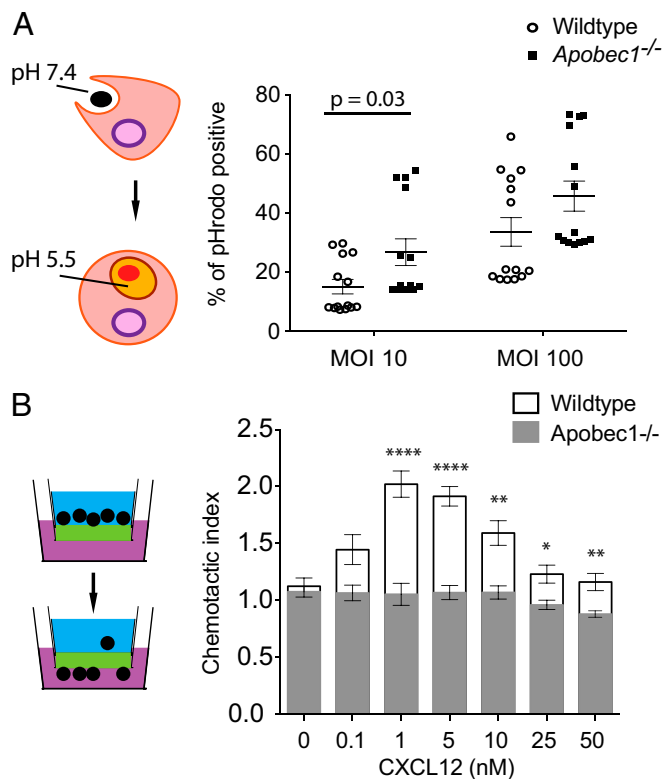 A
Wildtype
Apobec1-/-
pH 7.4
pH 5.5
% of pHrodo positive
80
60
40
20
0
p = 0.03
MOI 10 MOI 100
B
Wildtype
Apobec1-/-
Chemotactic index
2.5
2.0
1.5
1.0
0.5
0.0
**** **** ** * **
0 0.1 1 5 10 25 50
CXCL12 (nM)